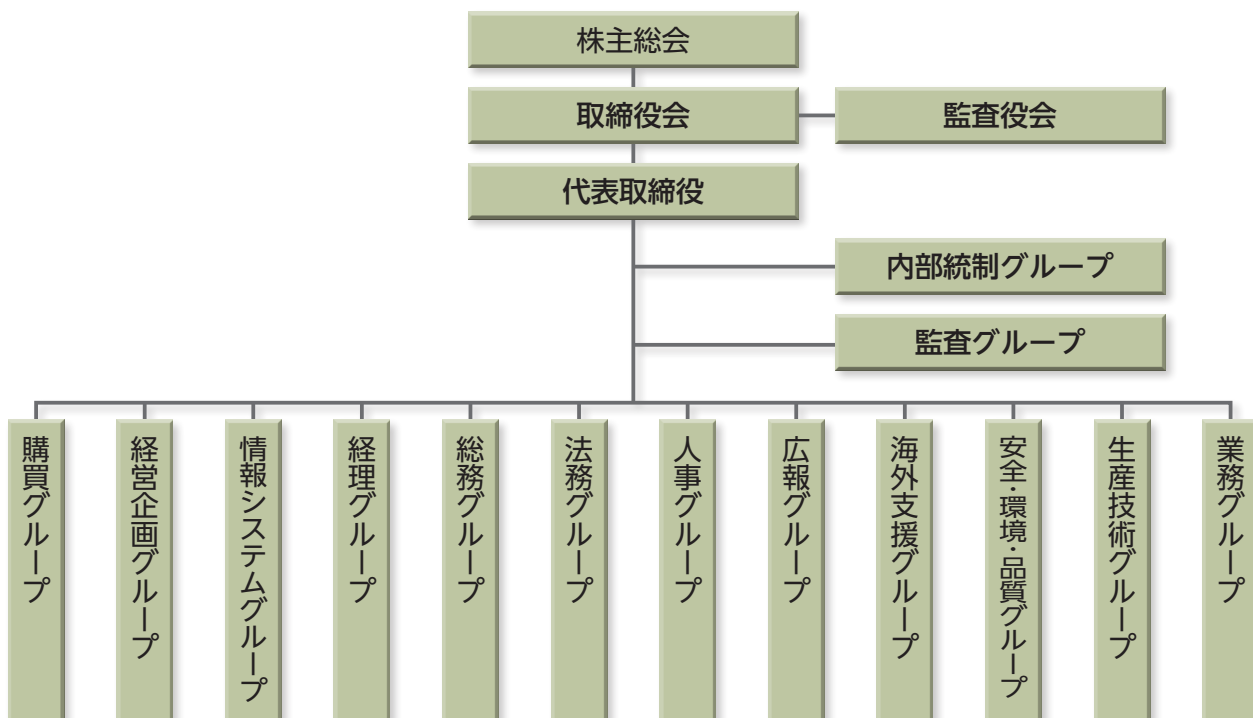 株主総会
取締役会
監査役会
代表取締役
内部統制グループ
監査グループ
購買グループ
経営企画グループ
情報システムグループ
経理グループ
総務グループ
法務グループ
人事グループ
広報グループ
海外支援グループ
安全・環境・品質グループ
生産技術グループ
業務グループ